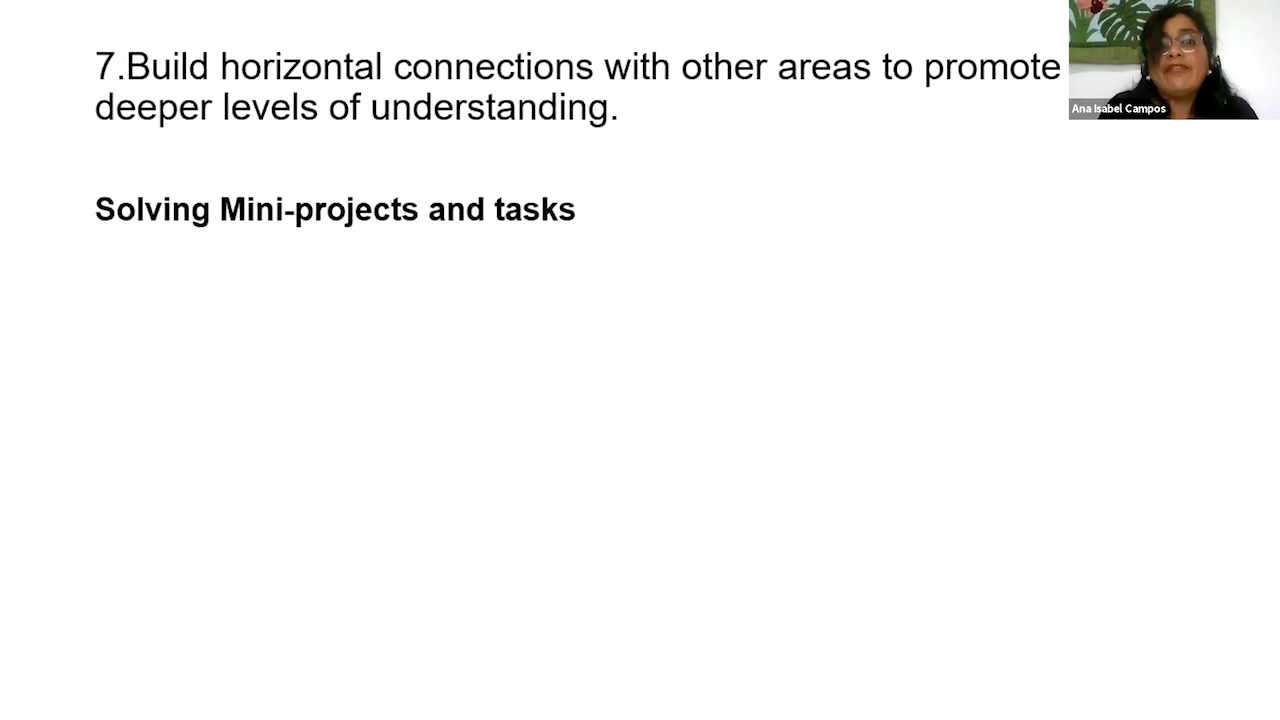 7.Build horizontal connections with other areas to promote
deeper levels of understanding.
Ana Isabel Campos
Solving Mini-projects and tasks